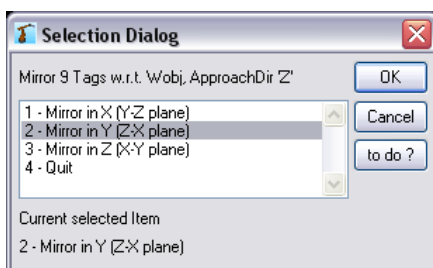 Selection Dialog
Mirror 9 Tags w.r.t. Wobj, ApproachDir 'Z'
OK
1 - Mirror in X (Y-Z plane)
2 - Mirror in Y (Z-X plane)
3 - Mirror in Z (X-Y plane)
4 - Quit
Cancel
to do ?
Current selected Item
2 - Mirror in Y (Z-X plane)